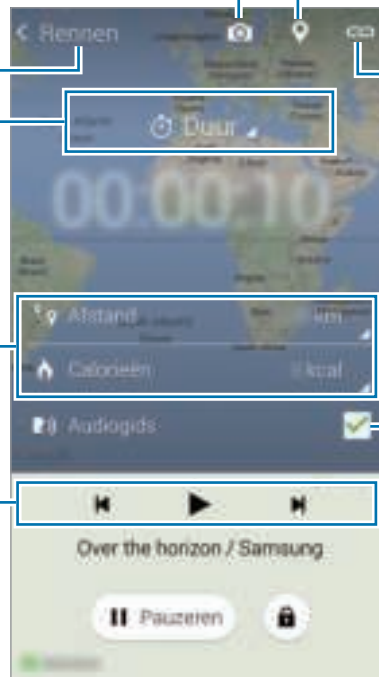 Rennen
Duur
00:00:10
Afstand km
Calorieën kcal
Audiogids
Over the horizon / Samsung
Pauzeren